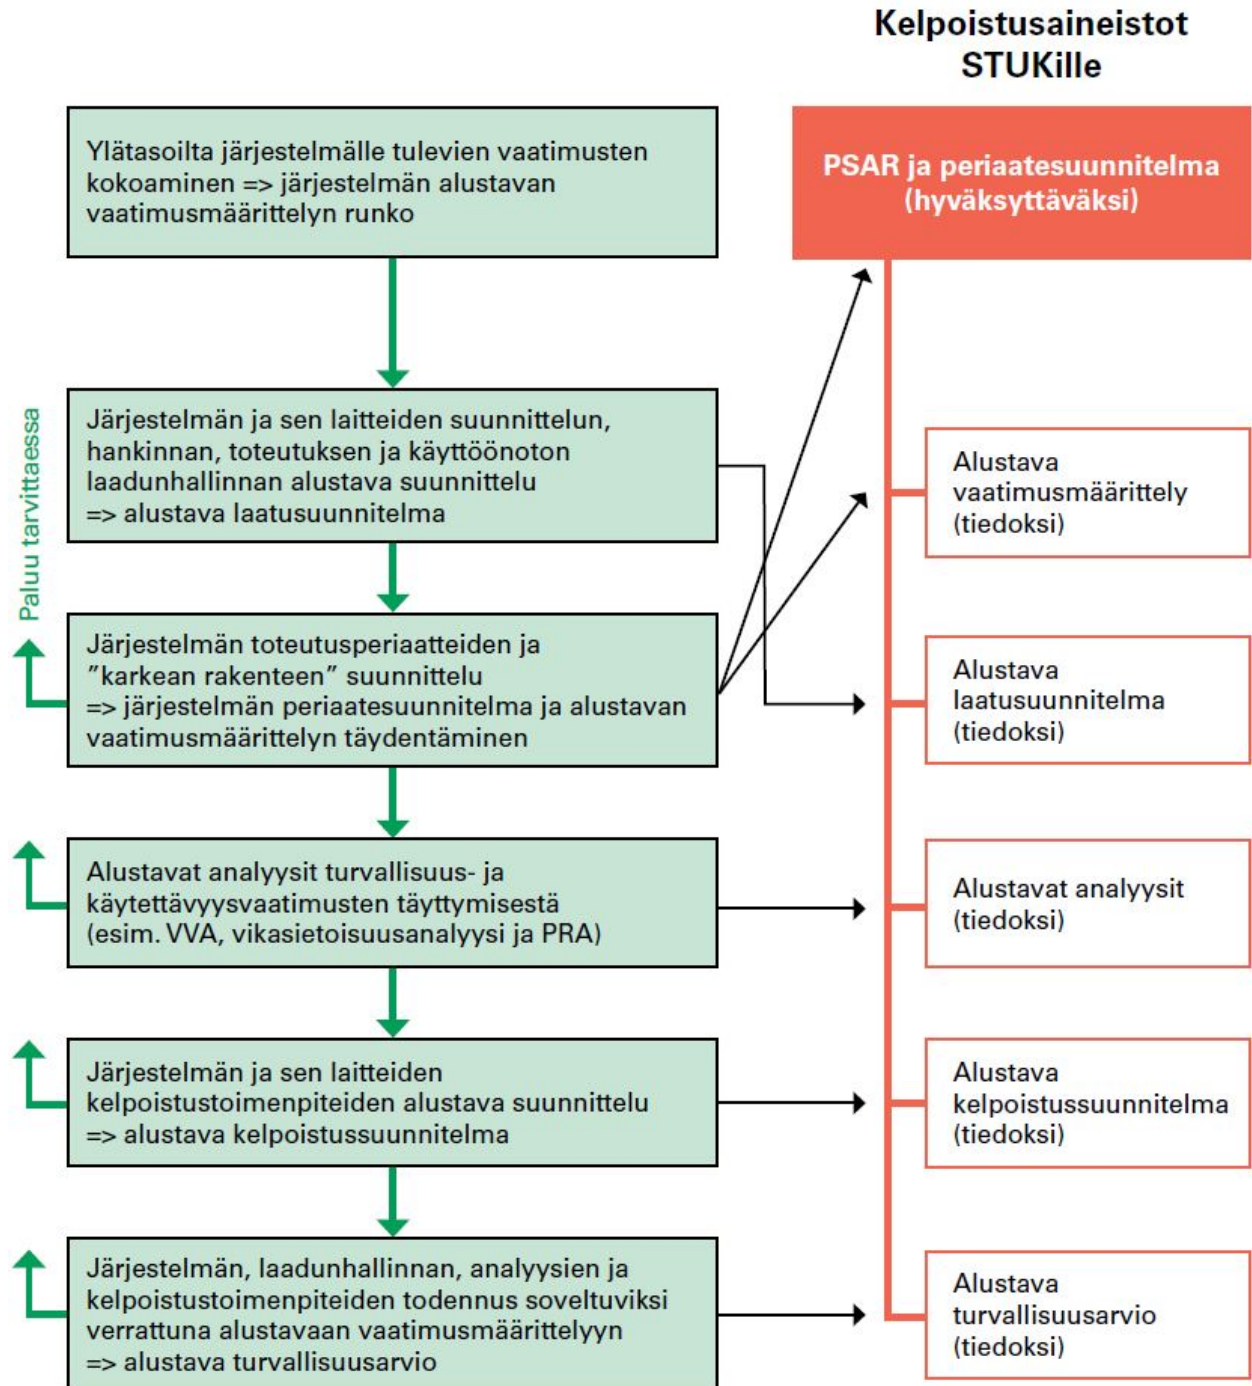 Kelpoistusaineistot
STUKille
Ylätasoilta järjestelmälle tulevien vaatimusten
kokoaminen => järjestelmän alustavan
vaatimusmäärittelyn runko
PSAR ja periaatesuunnitelma
(hyväksyttäväksi)
Paluu tarvittaessa
Järjestelmän ja sen laitteiden suunnittelun,
hankinnan, toteutuksen ja käyttöönoton
laadunhallinnan alustava suunnittelu
=> alustava laatusuunnitelma
Alustava
vaatimusmäärittely
(tiedoksi)
Järjestelmän toteutusperiaatteiden ja
”karkean rakenteen” suunnittelu
=> järjestelmän periaatesuunnitelma ja alustavan
vaatimusmäärittelyn täydentäminen
Alustava
laatusuunnitelma
(tiedoksi)
Alustavat analyysit turvallisuus- ja
käytettävyysvaatimusten täyttymisestä
(esim. VVA, vikasietoisuusanalyysi ja PRA)
Alustavat analyysit
(tiedoksi)
Järjestelmän ja sen laitteiden
kelpoistustoimenpiteiden alustava suunnittelu
=> alustava kelpoistussuunnitelma
Alustava
kelpoistussuunnitelma
(tiedoksi)
Järjestelmän, laadunhallinnan, analyysien ja
kelpoistustoimenpiteiden todennus soveltuviksi
verrattuna alustavaan vaatimusmäärittelyyn
=> alustava turvallisuusarvio
Alustava
turvallisuusarvio
(tiedoksi)